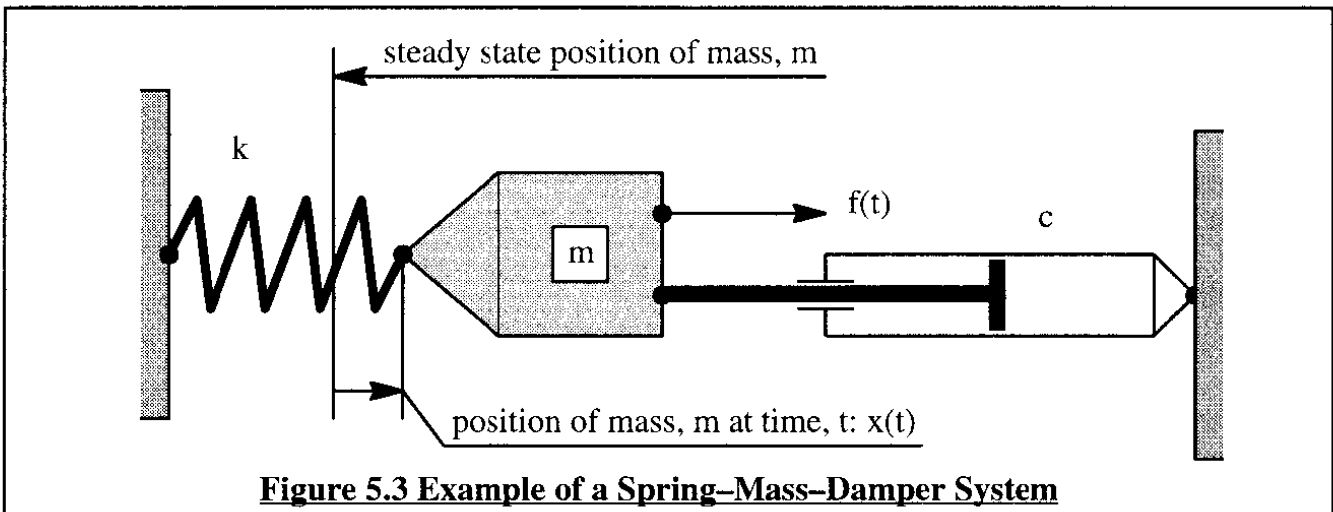 steady state position of mass, m
k
f(t)
c
m
position of mass, m at time, t: x(t)
Figure 5.3 Example of a Spring–Mass–Damper System